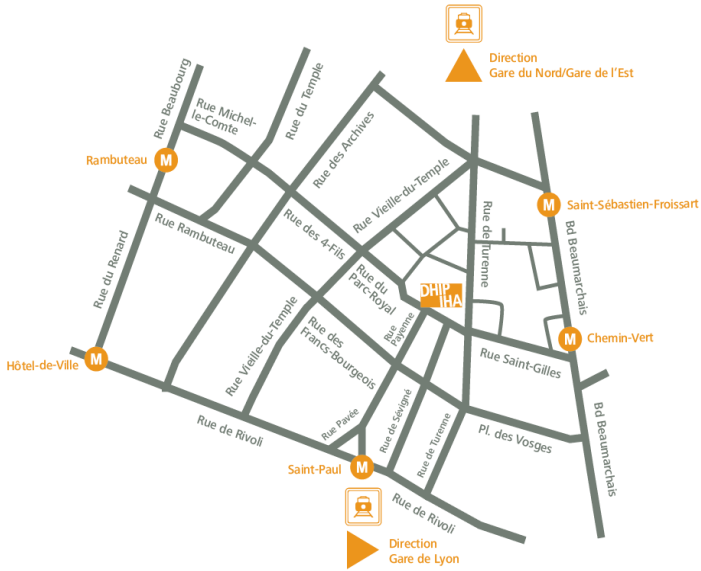 Direction
Gare du Nord/Gare de l'Est
Rue Beaubourg
Rue Michel-
le-Comte
Rue du Temple
Rue des Archives
Rambuteau
M
Rue Vieille-du-Temple
M
Saint-Sébastien-Froissart
Rue Rambuteau
Rue des 4-Fils
Rue de Turenne
Bd Beaumarchais
Rue du Renard
Rue du
Parc-Royal
DHIP
IHA
Rue
Payenne
M
Chemin-Vert
Hôtel-de-Ville
M
Rue Vieille-du-Temple
Rue des
Francs-Bourgeois
Rue Saint-Gilles
Rue de Rivoli
Rue Pavée
Rue de Sévigné
Rue de Turenne
Pl. des Vosges
Bd Beaumarchais
Saint-Paul
M
Rue de Rivoli
Direction
Gare de Lyon